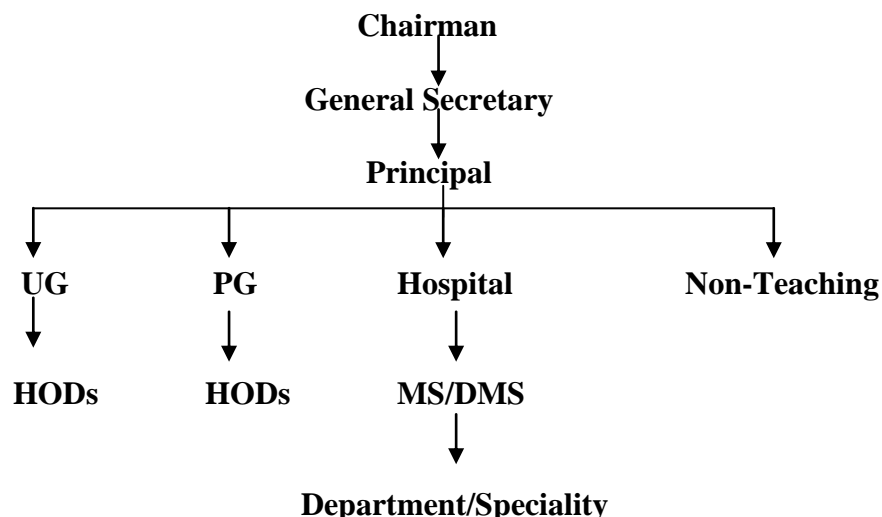 Chairman
General Secretary
Principal
UG PG Hospital Non-Teaching
HODs HODs MS/DMS
Department/Speciality